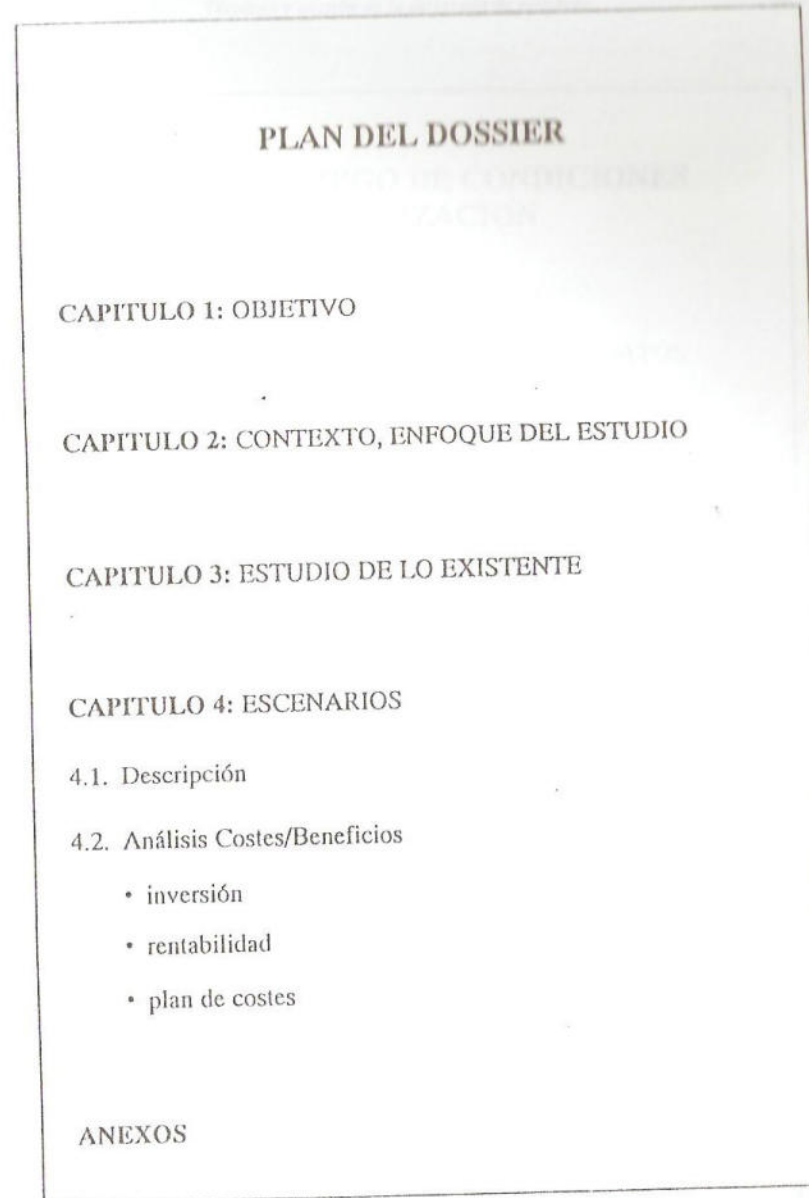 PLAN DEL DOSSIER
CAPITULO 1: OBJETIVO
CAPITULO 2: CONTEXTO, ENFOQUE DEL ESTUDIO
CAPITULO 3: ESTUDIO DE LO EXISTENTE
CAPITULO 4: ESCENARIOS
4.1. Descripción
4.2. Análisis Costes/Beneficios
• inversión
• rentabilidad
• plan de costes
ANEXOS